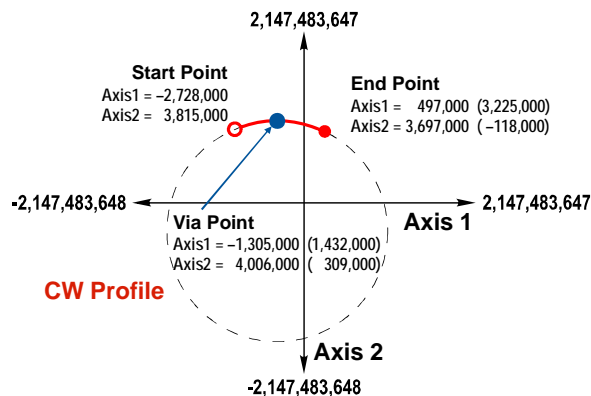 2,147,483,647
Start Point
Axis1 = −2,728,000
Axis2 = 3,815,000
End Point
Axis1 = 497,000 (3,225,000)
Axis2 = 3,697,000 ( −118,000)
-2,147,483,648
2,147,483,647
Axis 1
Via Point
Axis1 = −1,305,000 (1,432,000)
Axis2 = 4,006,000 ( 309,000)
CW Profile
Axis 2
-2,147,483,648